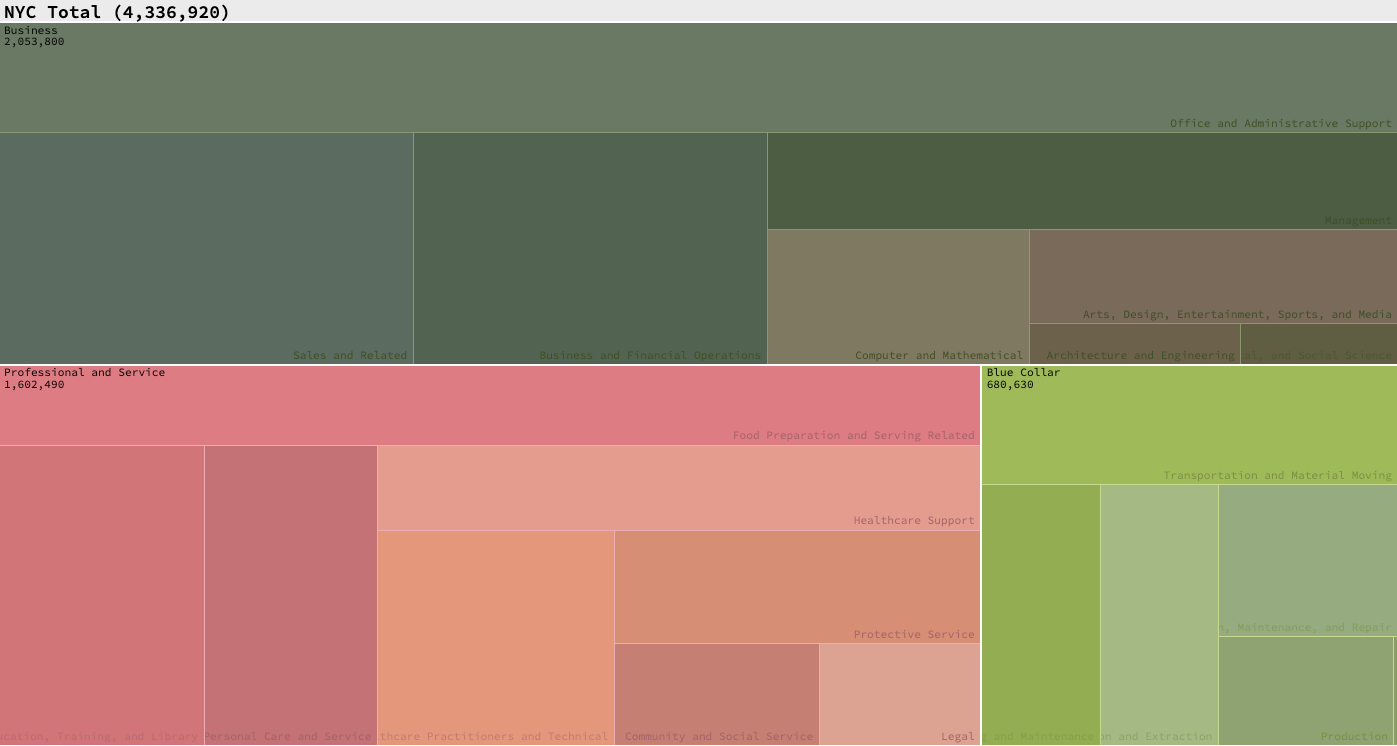 NYC Total (4,336,920)
Business
2,053,800
Office and Administrative Support
Management
Arts, Design, Entertainment, Sports, and Media
Sales and Related
Business and Financial Operations
Computer and Mathematical
Architecture and Engineering
and Social Science
Professional and Service
1,602,490
Blue Collar
680,630
Food Preparation and Serving Related
Transportation and Material Moving
Healthcare Support
Maintenance, and Repair
Protective Service
Training, and Library
Personal Care and Service
Practitioners and Technical
Community and Social Service
Legal
and Maintenance
and Extraction
Production